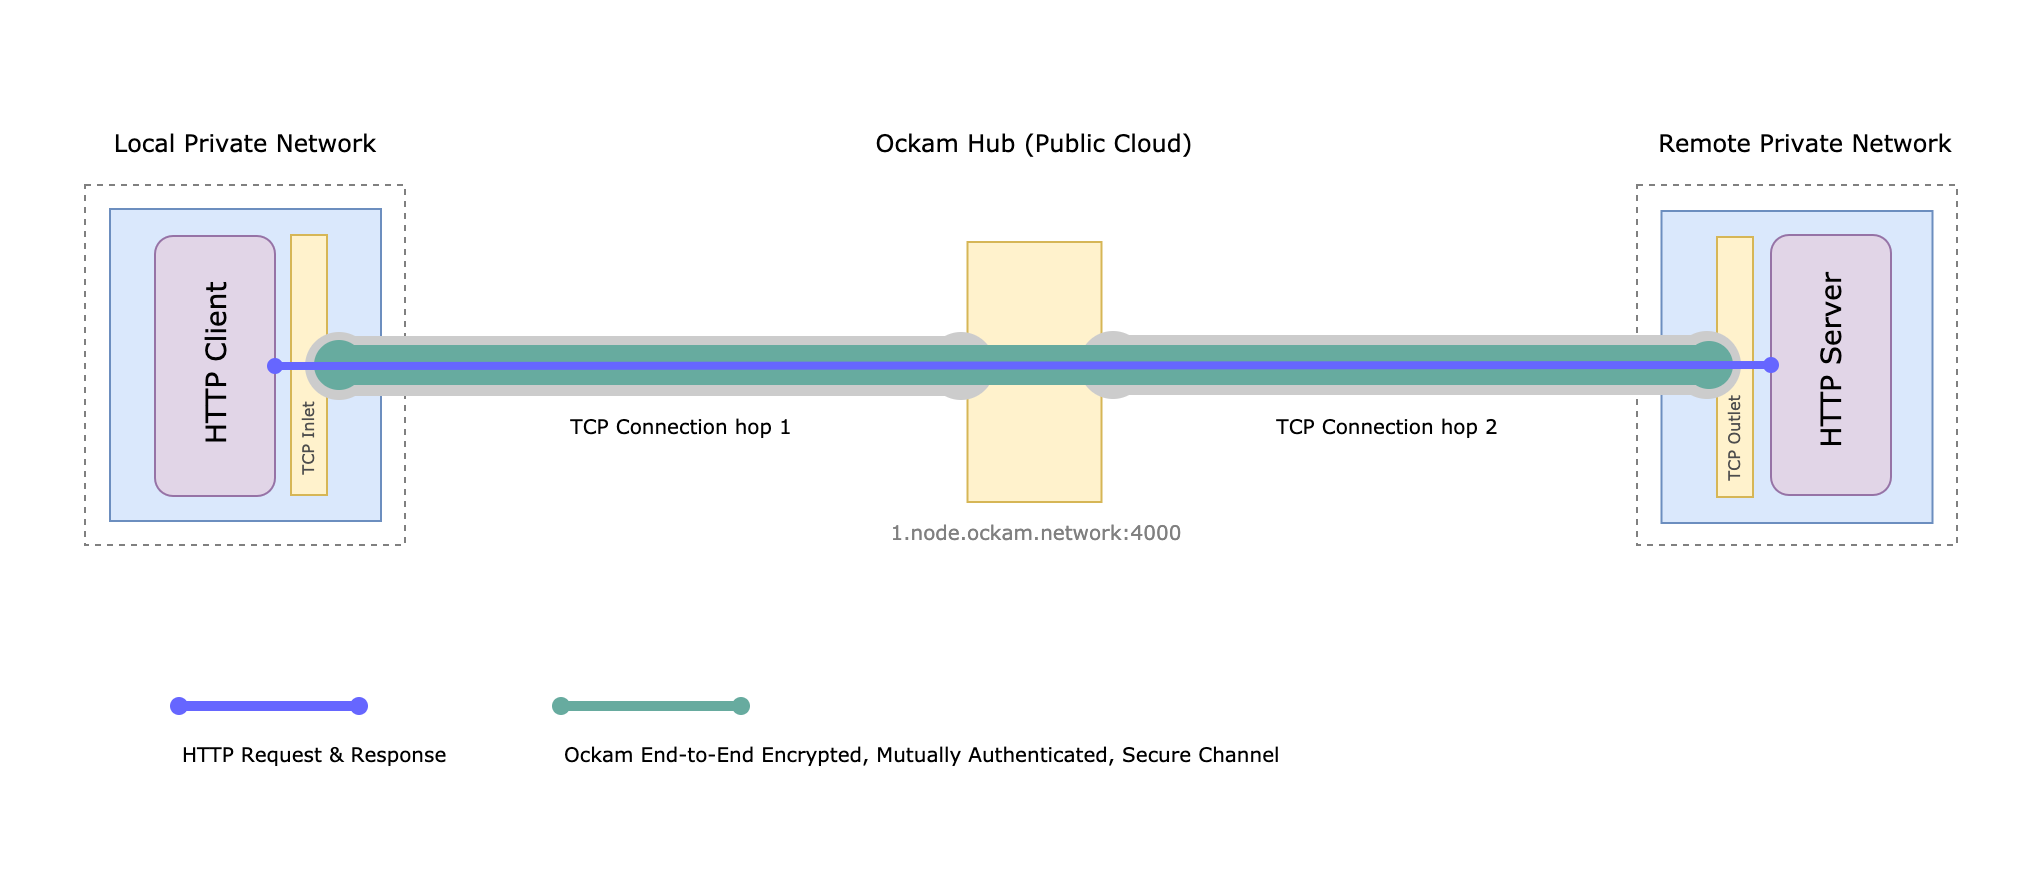 Local Private Network
Ockam Hub (Public Cloud)
Remote Private Network
HTTP Client
TCP Inlet
TCP Connection hop 1
TCP Connection hop 2
TCP Outlet
HTTP Server
1.node.ockam.network:4000
HTTP Request & Response
Ockam End-to-End Encrypted, Mutually Authenticated, Secure Channel